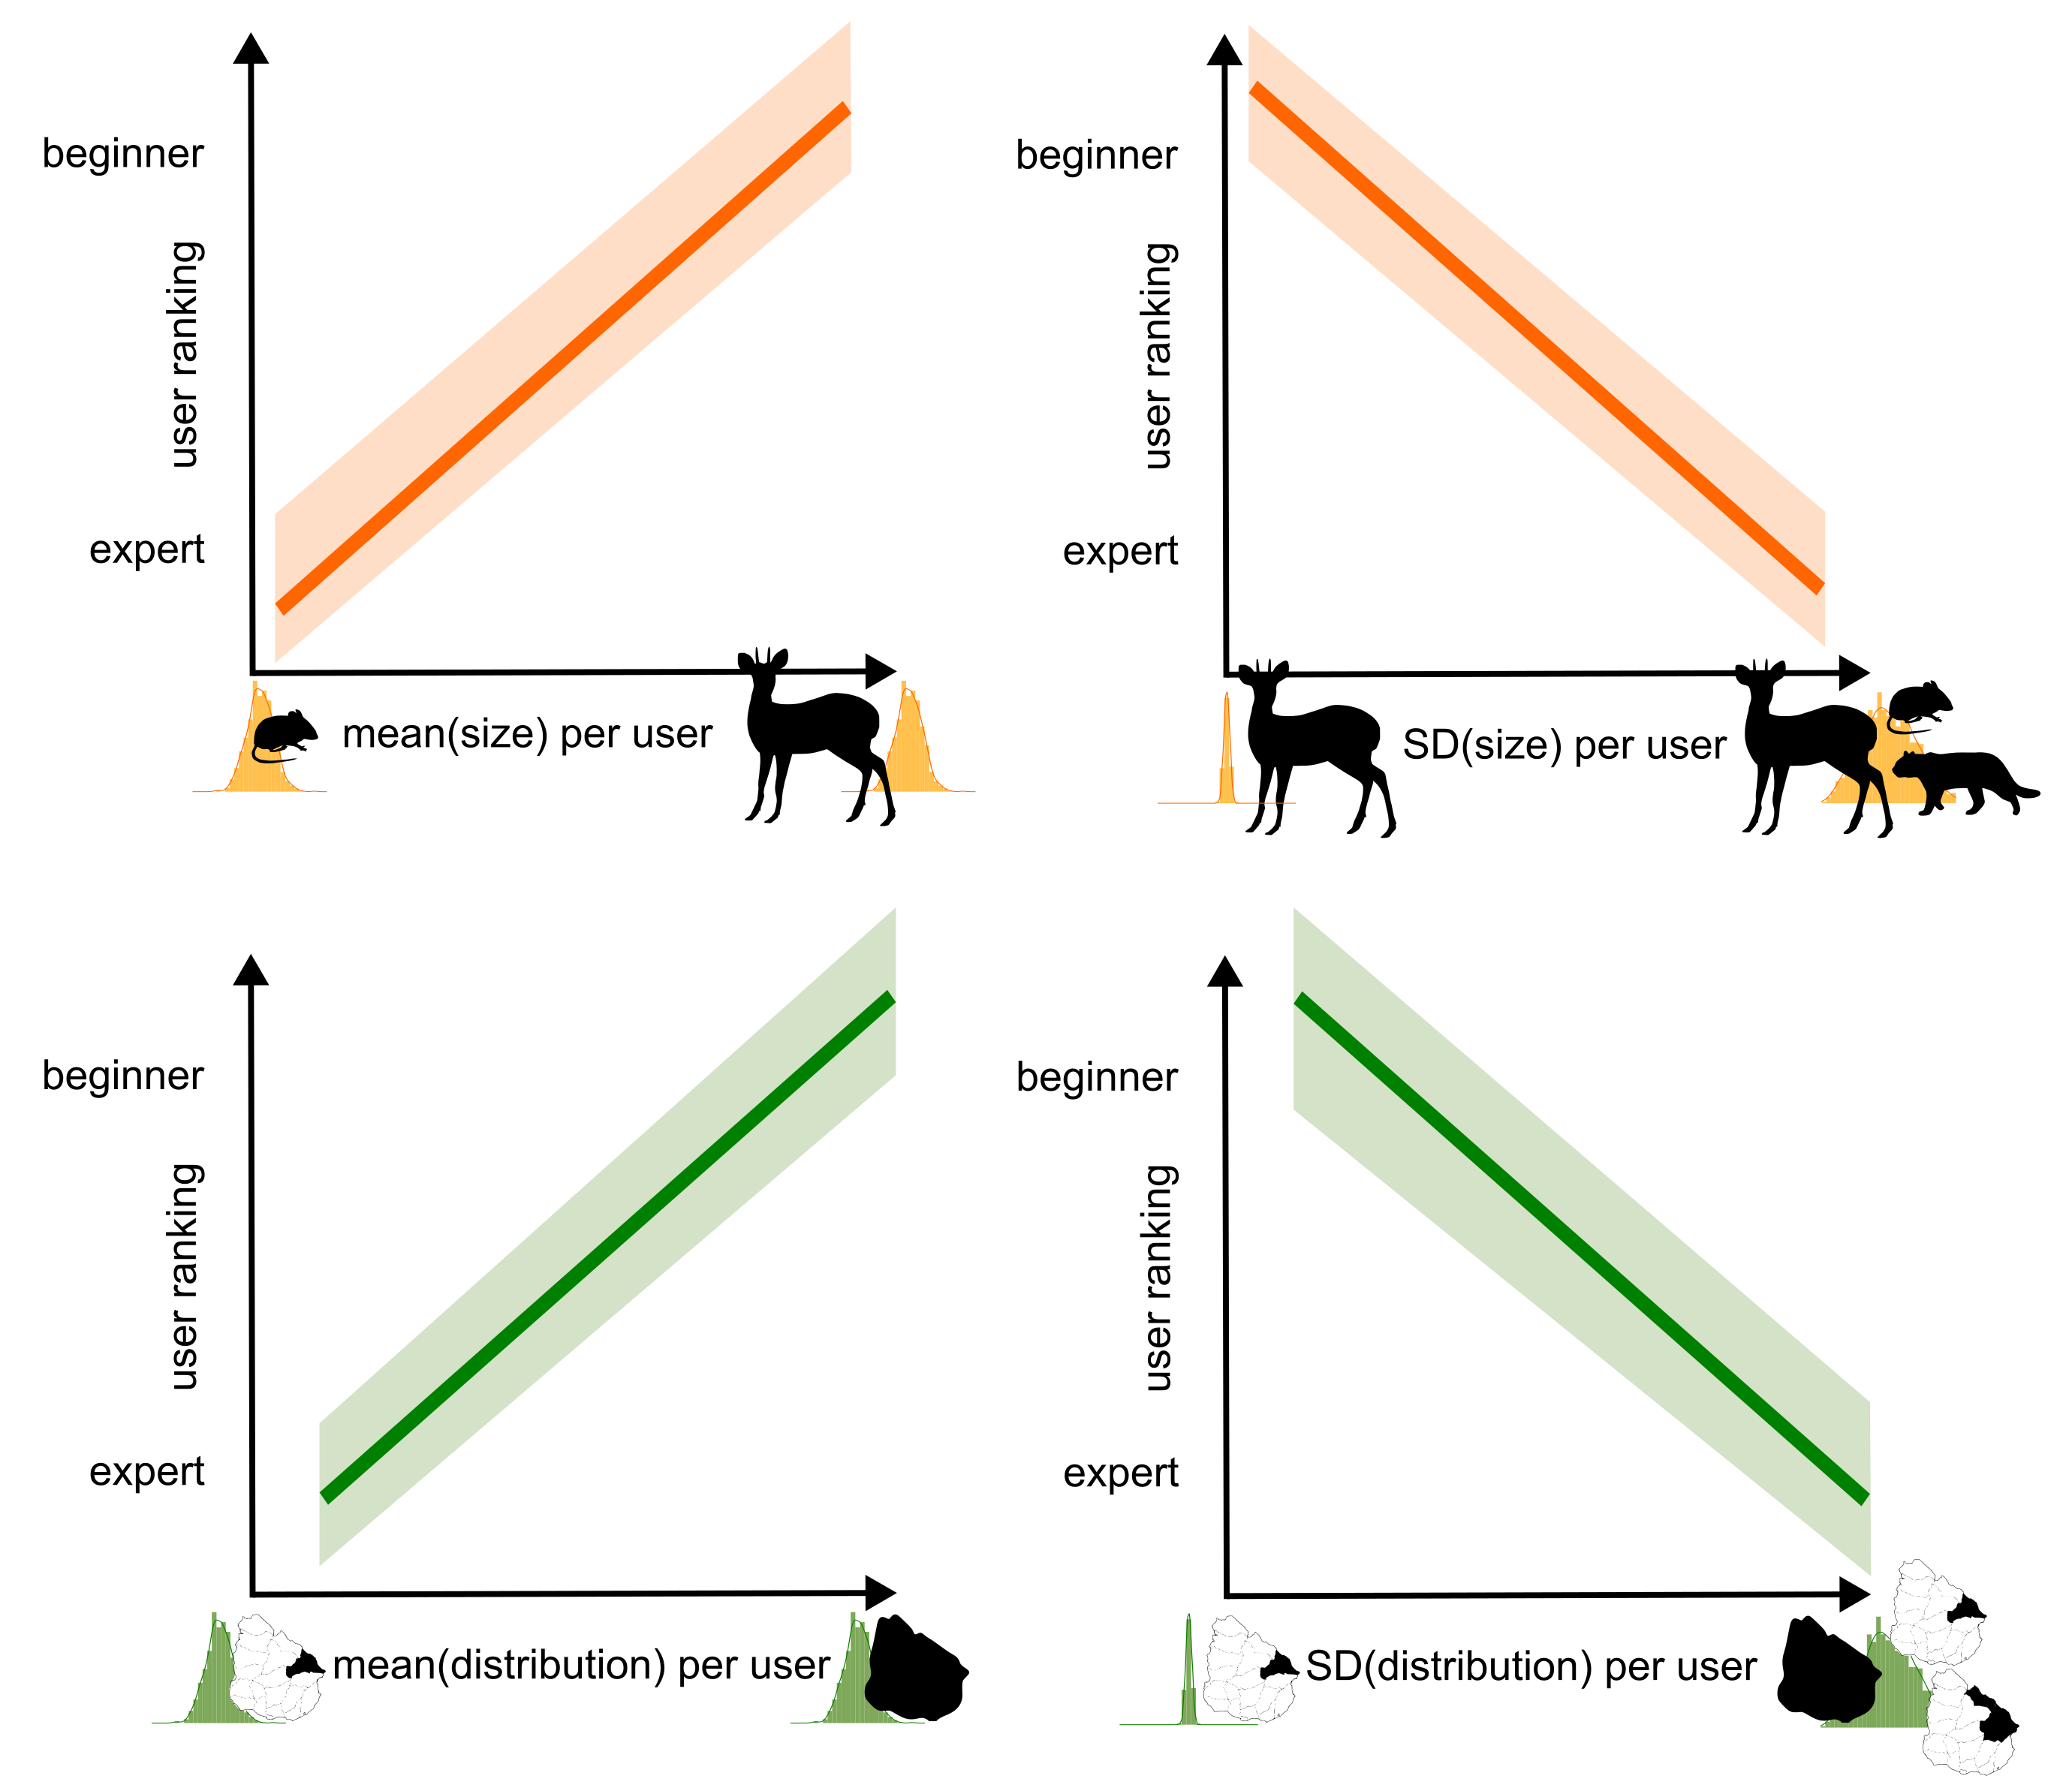 beginner
user ranking
expert
mean(size) per user
beginner
user ranking
expert
SD(size) per user
beginner
user ranking
expert
mean(distribution) per user
beginner
user ranking
expert
SD(distribution) per user